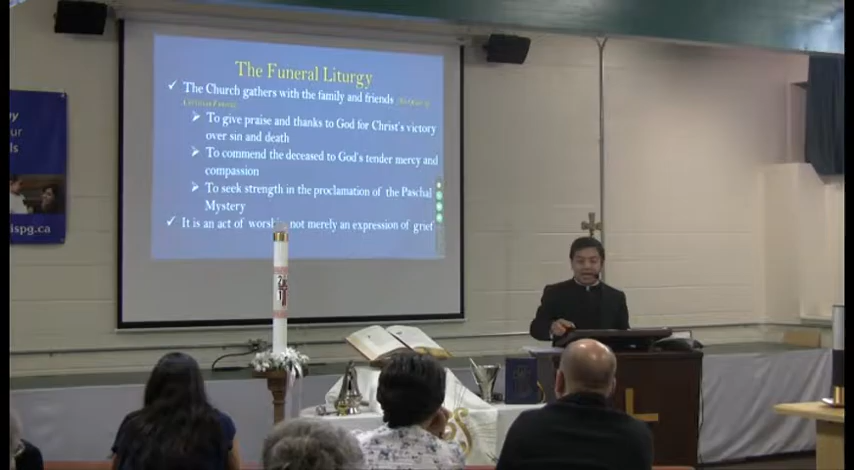 The Funeral Liturgy
✓ The Church gathers with the family and friends
➢ To give praise and thanks to God for Christ's victory
over sin and death
➢ To commend the deceased to God's tender mercy and
compassion
➢ To seek strength in the proclamation of the Paschal
Mystery
✓ It is an act of worship not merely an expression of grief
ispg.ca